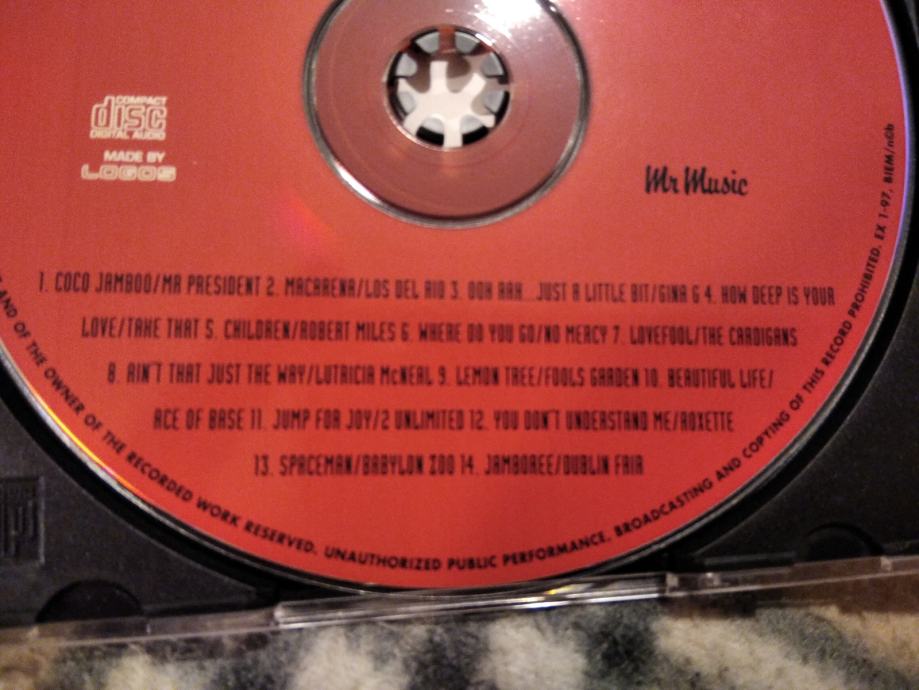 COMPACT
disc
DIGITAL AUDIO
MADE BY
LOGOS
Mr Music
1. COCO JAMBOO/MR PRESIDENT 2. MACARENA/LOS DEL RIO 3. OOH AAH...JUST A LITTLE BIT/GINA G 4. HOW DEEP IS YOUR
LOVE/TAKE THAT 5. CHILDREN/ROBERT MILES 6. WHERE DO YOU GO/NO MERCY 7. LOVEFOOL/THE CARDIGANS
8. AIN'T THAT JUST THE WAY/LUTRICIA McNEAL 9. LEMON TREE/FOOLS GARDEN 10. BEAUTIFUL LIFE/
ACE OF BASE 11. JUMP FOR JOY/2 UNLIMITED 12. YOU DON'T UNDERSTAND ME/ROXETTE
13. SPACEMAN/BABYLON ZOO 14. JAMBOREE/DUBLIN FAIR
AND OF THE OWNER OF THE RECORDED WORK RESERVED. UNAUTHORIZED PUBLIC PERFORMANCE, BROADCASTING AND COPYING OF THIS RECORD PROHIBITED. EX 1-97, BIEM/n©b